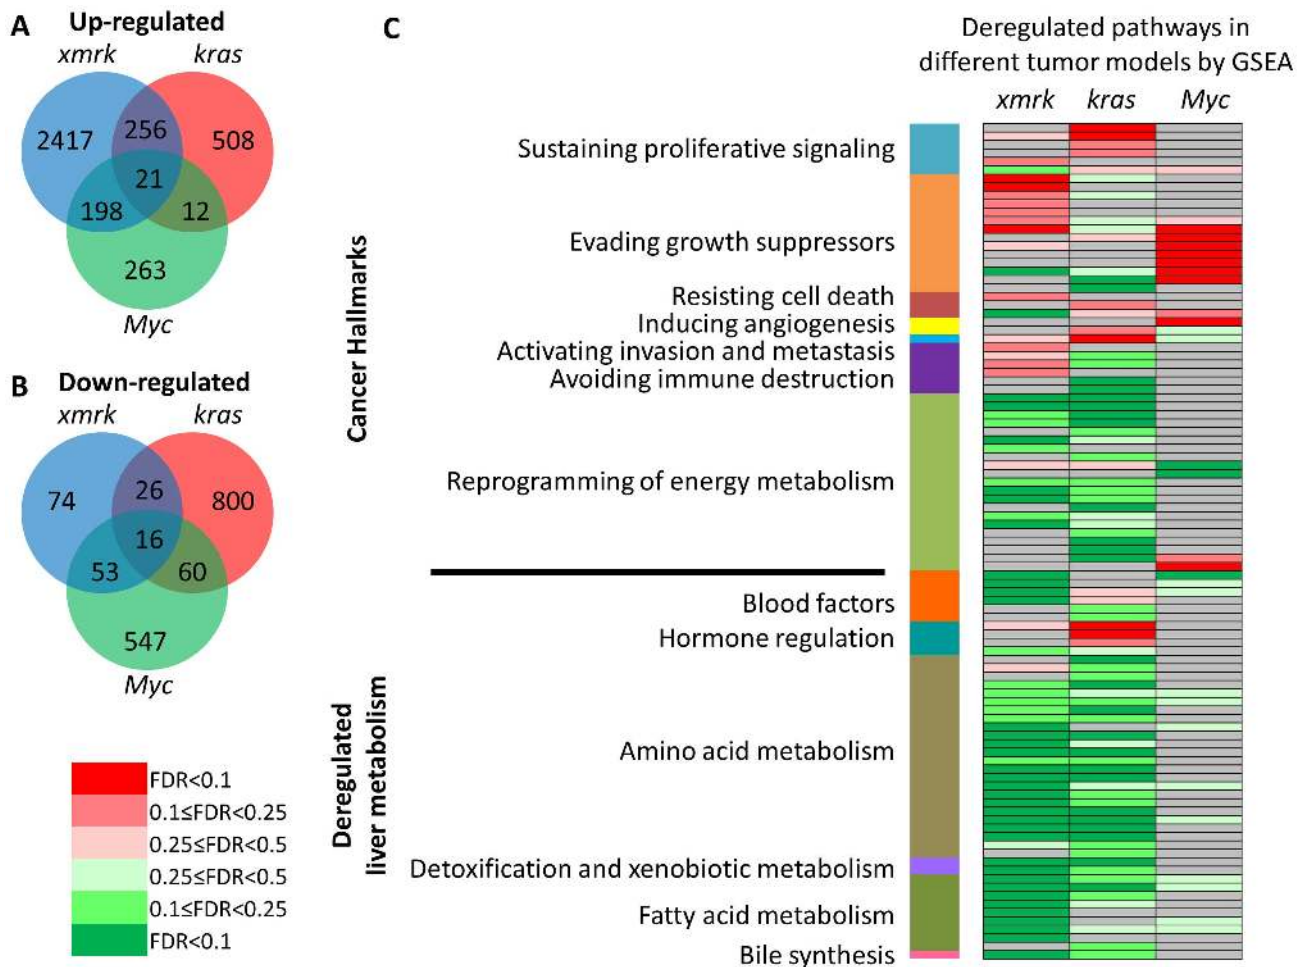 A
Up-regulated
xmrk
kras
2417
256
508
21
198
12
263
Myc
B
Down-regulated
xmrk
kras
74
26
800
16
53
60
547
Myc
FDR<0.1
0.1≤FDR<0.25
0.25≤FDR<0.5
0.25≤FDR<0.5
0.1≤FDR<0.25
FDR<0.1
C
Deregulated pathways in
different tumor models by GSEA
xmrk
kras
Myc
Cancer Hallmarks
Sustaining proliferative signaling
Evading growth suppressors
Resisting cell death
Inducing angiogenesis
Activating invasion and metastasis
Avoiding immune destruction
Reprogramming of energy metabolism
Deregulated
liver metabolism
Blood factors
Hormone regulation
Amino acid metabolism
Detoxification and xenobiotic metabolism
Fatty acid metabolism
Bile synthesis